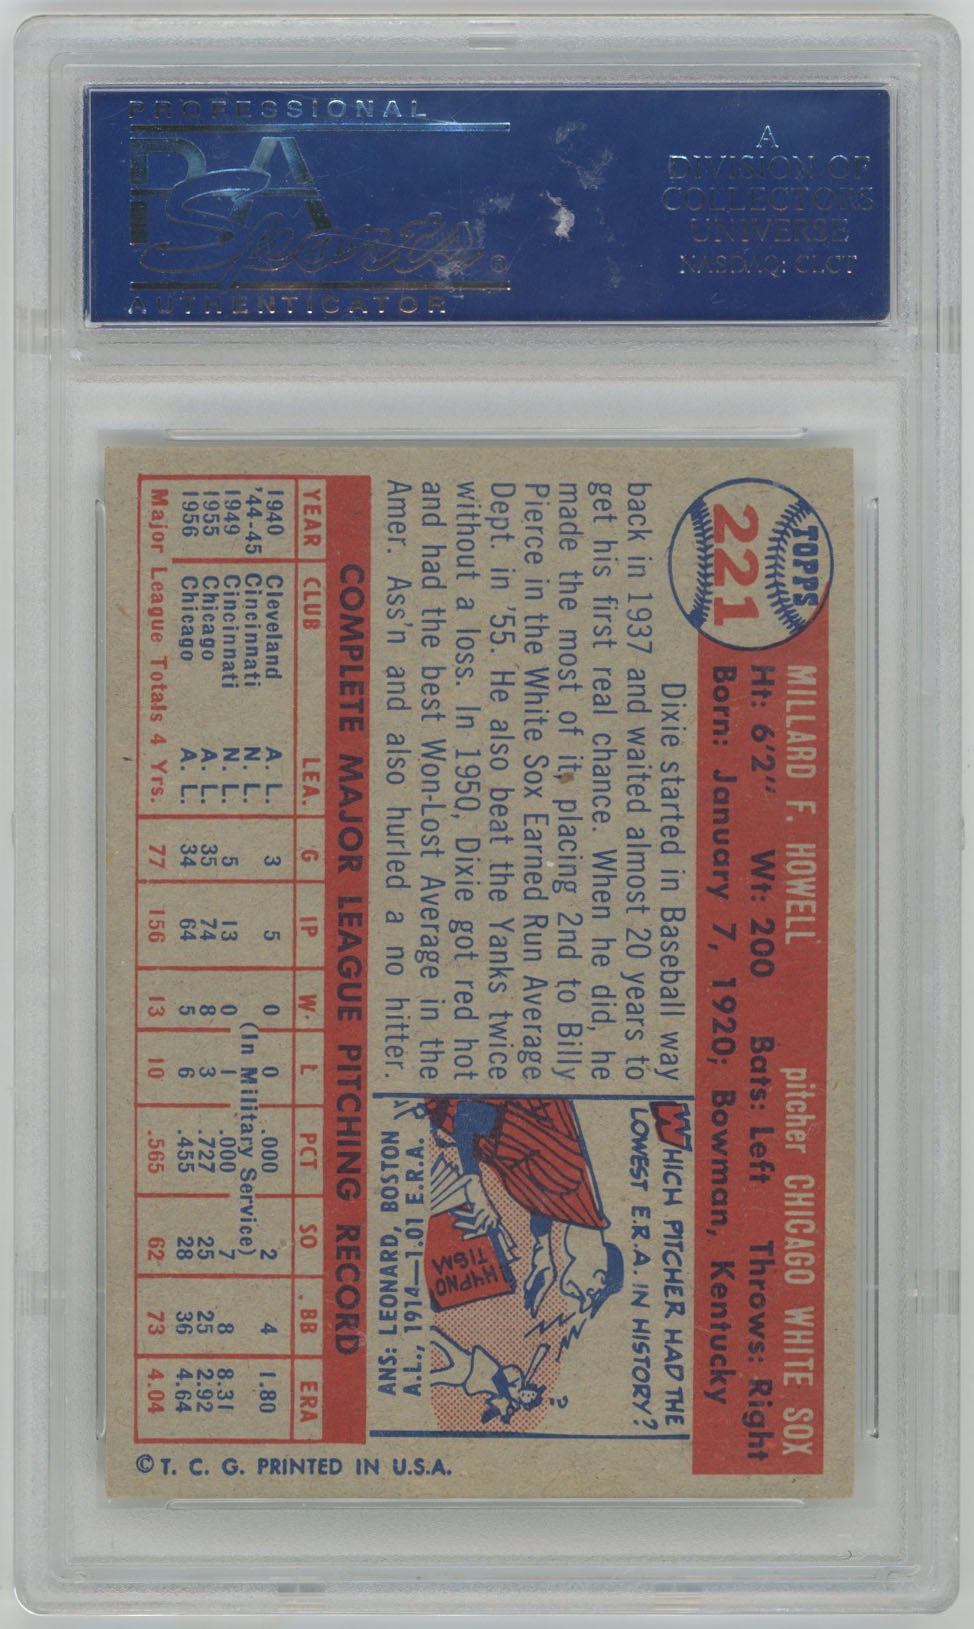 PROFESSIONAL
PSA
Sports
®
AUTHENTICATOR
A
DIVISION OF
COLLECTORS
UNIVERSE
NASDAQ: CLCT
TOPPS
221
MILLARD F. HOWELL pitcher CHICAGO WHITE SOX
Ht: 6'2" Wt: 200 Bats: Left Throws: Right
Born: January 7, 1920; Bowman, Kentucky
Dixie started in Baseball way
back in 1937 and waited almost 20 years to
get his first real chance. When he did, he
made the most of it, placing 2nd to Billy
Pierce in the White Sox Earned Run Average
Dept. in '55. He also beat the Yanks twice
without a loss. In 1950, Dixie got red hot
and had the best Won-Lost Average in the
Amer. Ass'n and also hurled a no hitter.
WHICH PITCHER HAD THE
LOWEST E.R.A. IN HISTORY?
HYPNO
TISM
ANS: LEONARD, BOSTON
A.L., 1914—1.01 E.R.A.
COMPLETE MAJOR LEAGUE PITCHING RECORD
YEAR CLUB LEA. G IP W. L PCT SO BB ERA
1940 Cleveland A. L. 3 5 0 0 .000 2 4 1.80
'44-45 Cincinnati N. L. (In Military Service)
1949 Cincinnati N. L. 5 13 0 1 .000 7 8 8.31
1955 Chicago A. L. 35 74 8 3 .727 25 25 2.92
1956 Chicago A. L. 34 64 5 6 .455 28 36 4.64
Major League Totals 4 Yrs. 77 156 13 10 .565 62 73 4.04
© T. C. G. PRINTED IN U.S.A.